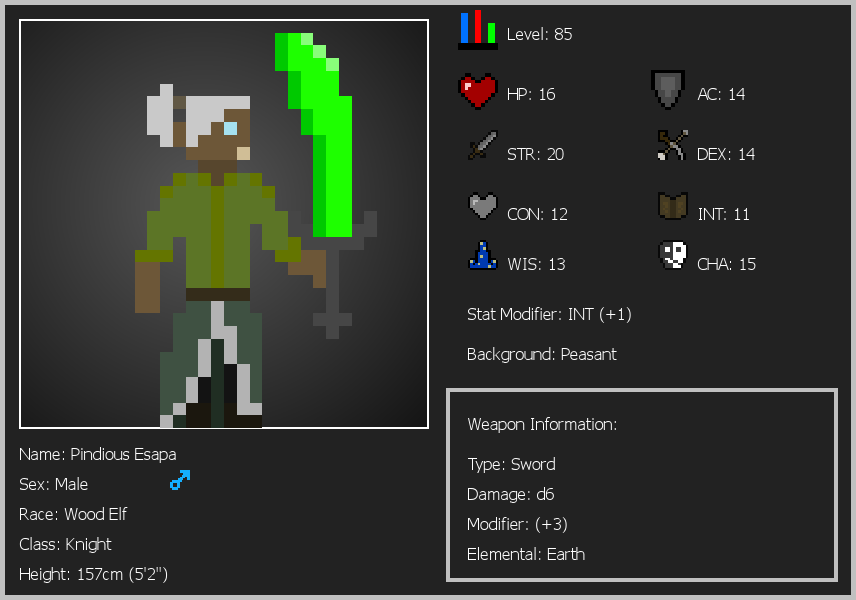 Level: 85
HP: 16
AC: 14
STR: 20
DEX: 14
CON: 12
INT: 11
WIS: 13
CHA: 15
Stat Modifier: INT (+1)
Background: Peasant
Weapon Information:
Type: Sword
Damage: d6
Modifier: (+3)
Elemental: Earth
Name: Pindious Esapa
Sex: Male
Race: Wood Elf
Class: Knight
Height: 157cm (5'2")